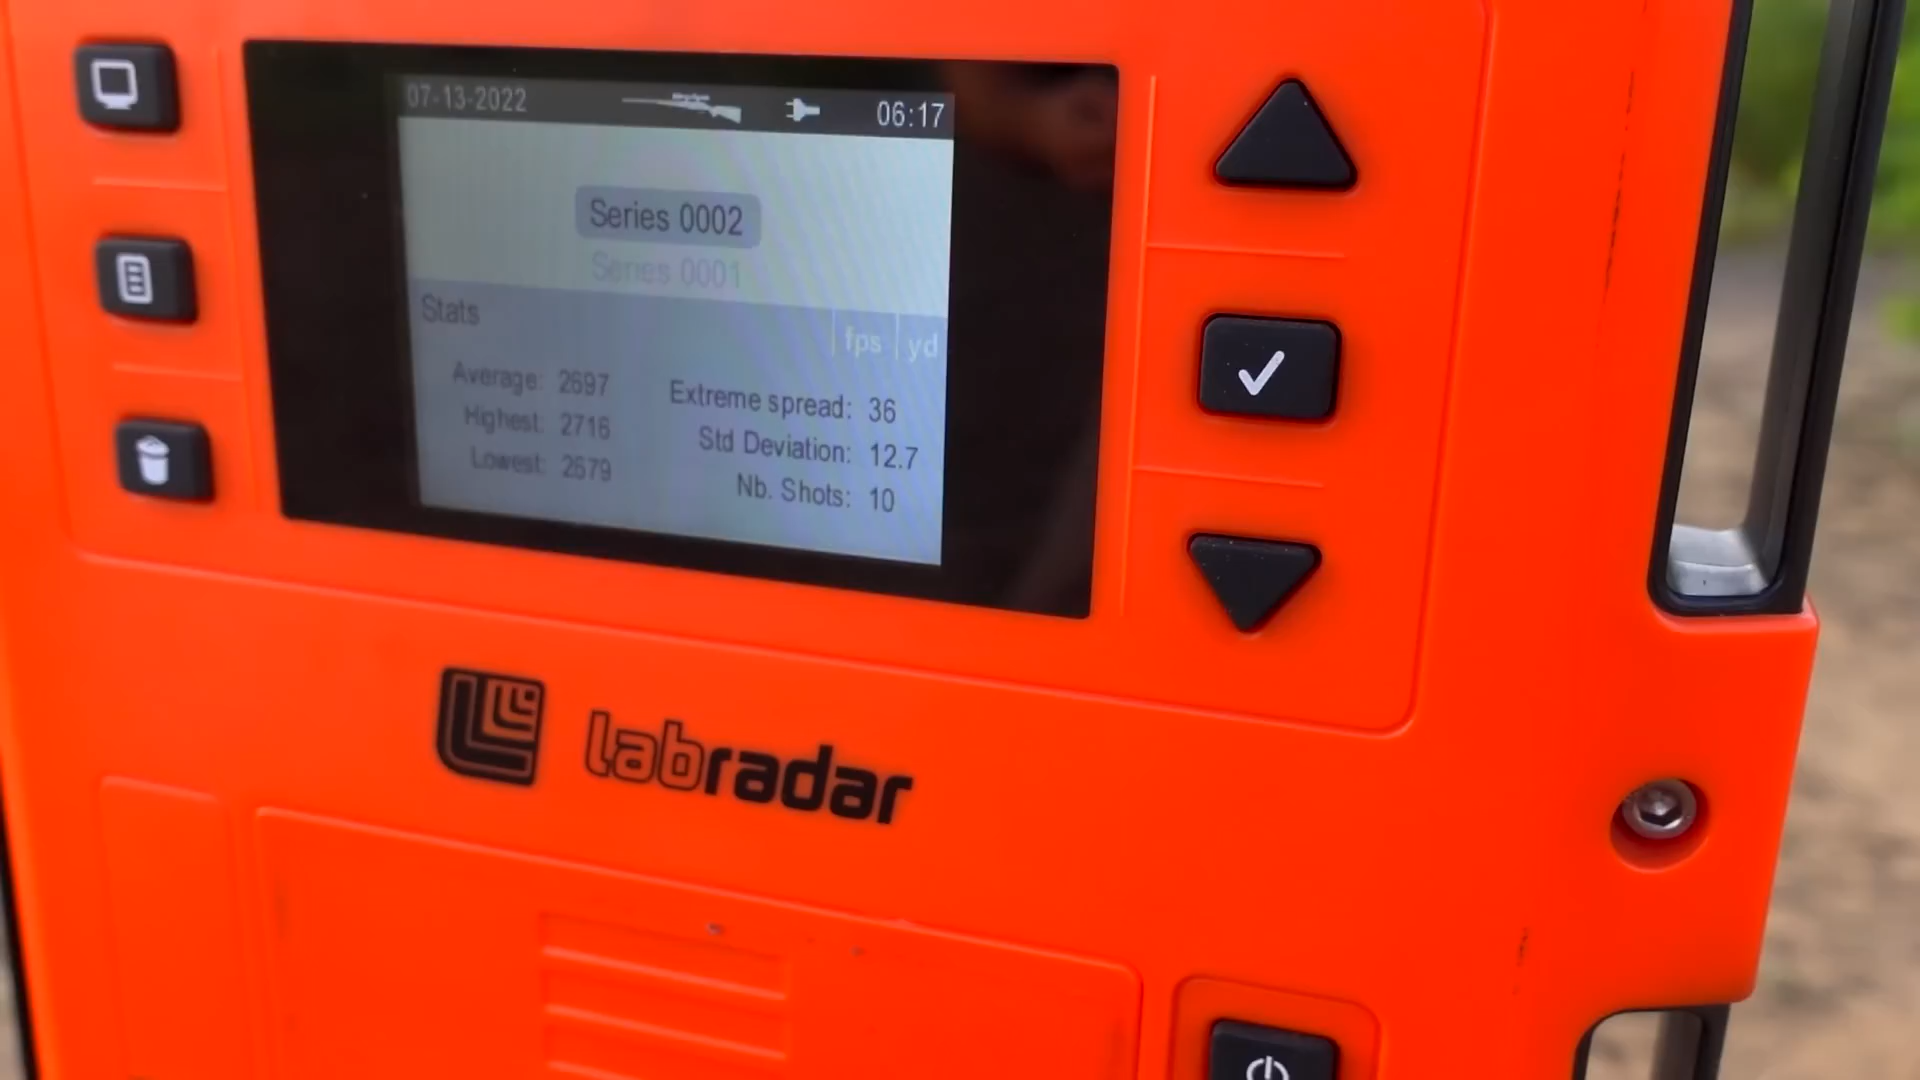 07-13-2022 06:17
Series 0002
Series 0001
Stats fps yd
Average: 2697 Extreme spread: 36
Highest: 2716 Std Deviation: 12.7
Lowest: 2679 Nb. Shots: 10
labradar